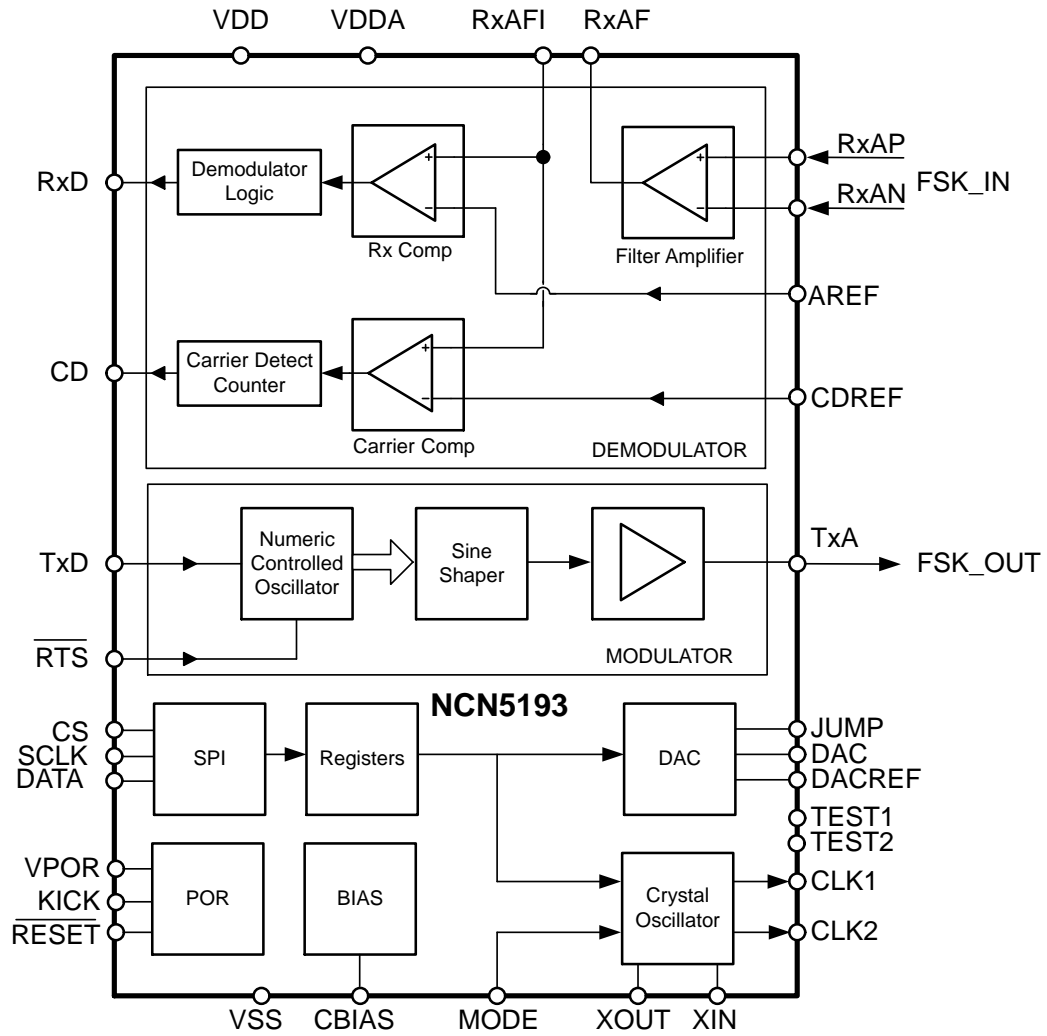 VDD
VDDA
RxAFI
RxAF
RxD
Demodulator
Logic
+
−
Rx Comp
+
−
Filter Amplifier
RxAP
FSK_IN
RxAN
AREF
CD
Carrier Detect
Counter
+
−
Carrier Comp
CDREF
DEMODULATOR
TxD
Numeric
Controlled
Oscillator
Sine
Shaper
TxA
FSK_OUT
RTS
MODULATOR
NCN5193
CS
SCLK
DATA
SPI
Registers
DAC
JUMP
DAC
DACREF
TEST1
TEST2
VPOR
KICK
RESET
POR
BIAS
Crystal
Oscillator
CLK1
CLK2
VSS
CBIAS
MODE
XOUT
XIN